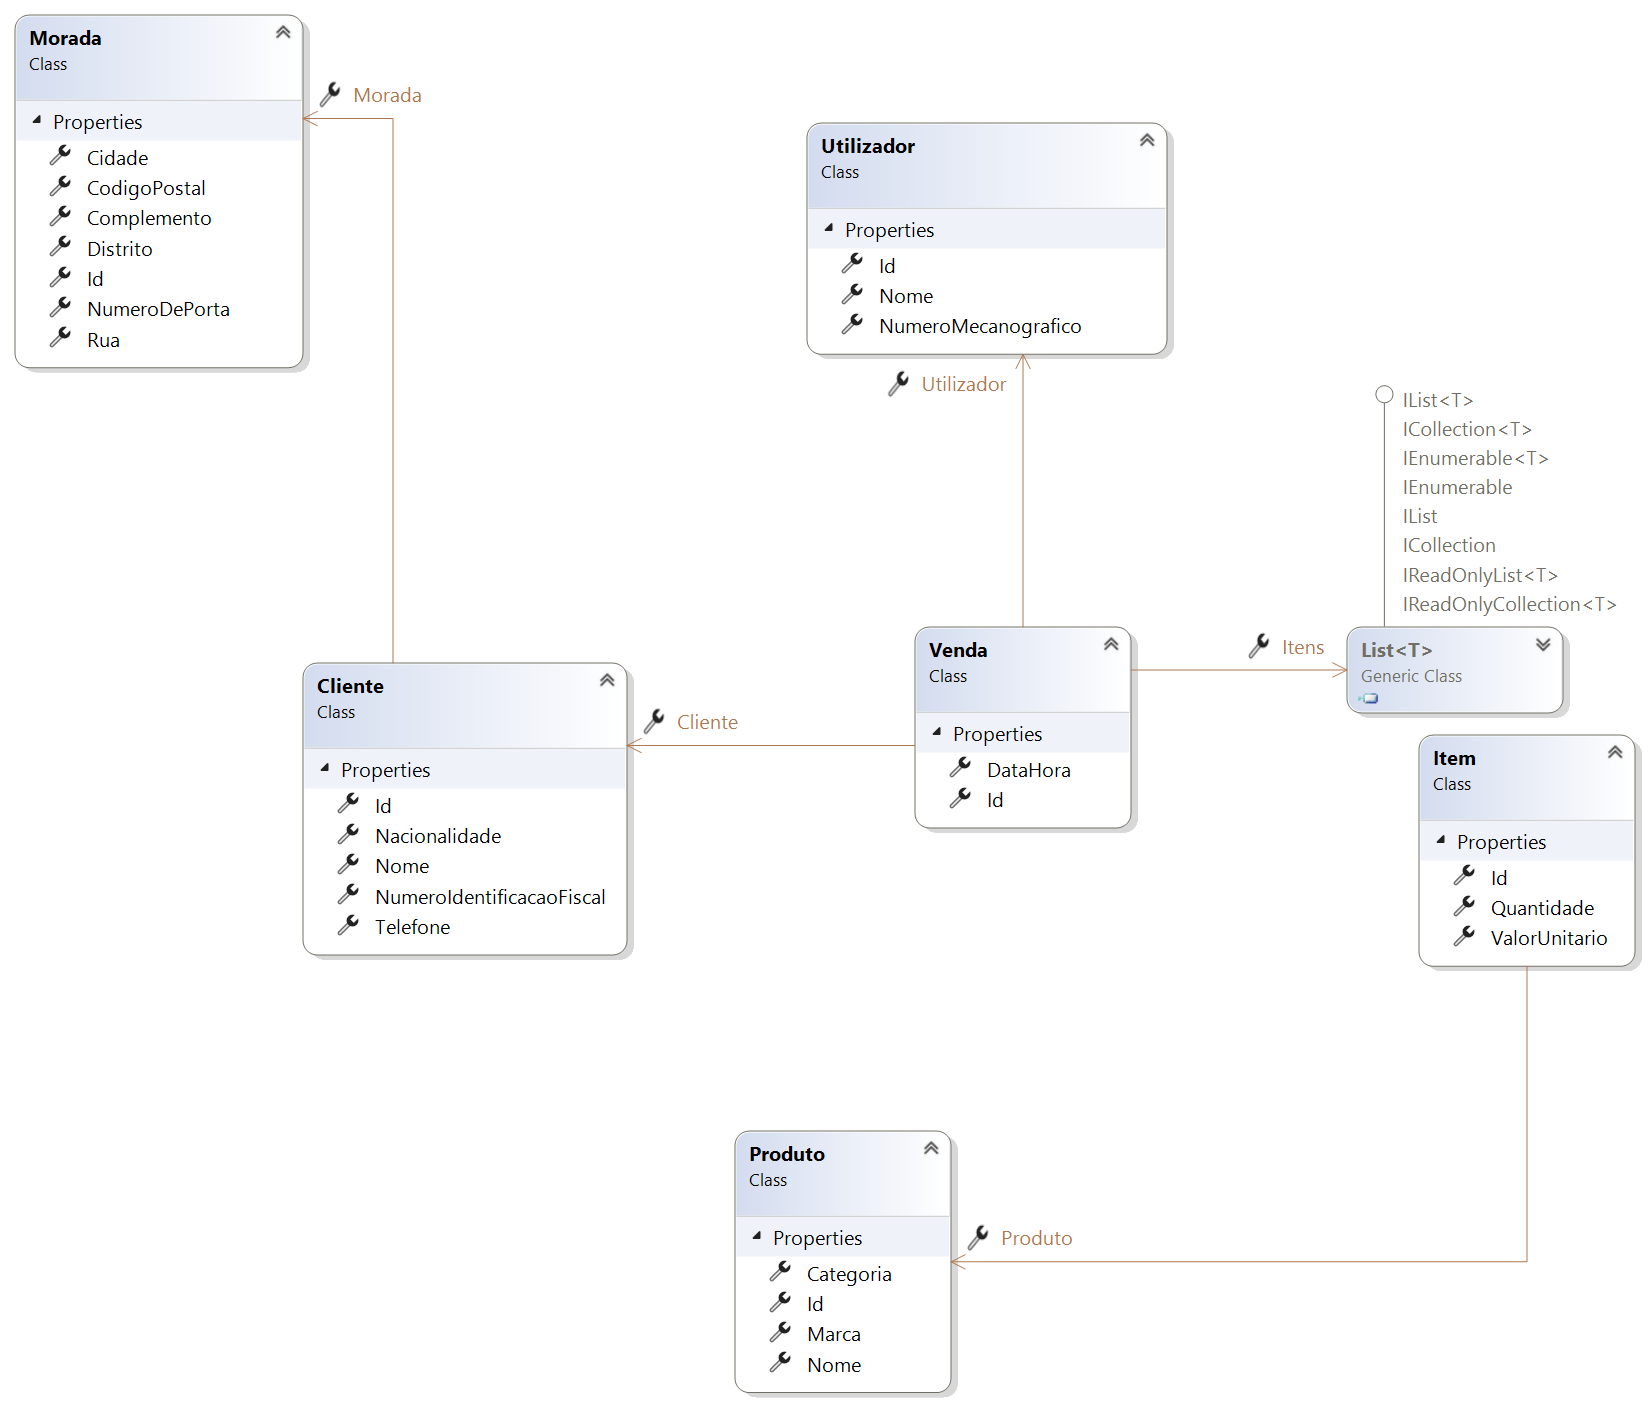 Morada
Class
Properties
Cidade
CodigoPostal
Complemento
Distrito
Id
NumeroDePorta
Rua
Morada
Utilizador
Class
Properties
Id
Nome
NumeroMecanografico
Utilizador
IList<T>
ICollection<T>
IEnumerable<T>
IEnumerable
IList
ICollection
IReadOnlyList<T>
IReadOnlyCollection<T>
Cliente
Class
Properties
Id
Nacionalidade
Nome
NumeroIdentificacaoFiscal
Telefone
Cliente
Venda
Class
Properties
DataHora
Id
Itens
List<T>
Generic Class
Item
Class
Properties
Id
Quantidade
ValorUnitario
Produto
Class
Properties
Categoria
Id
Marca
Nome
Produto